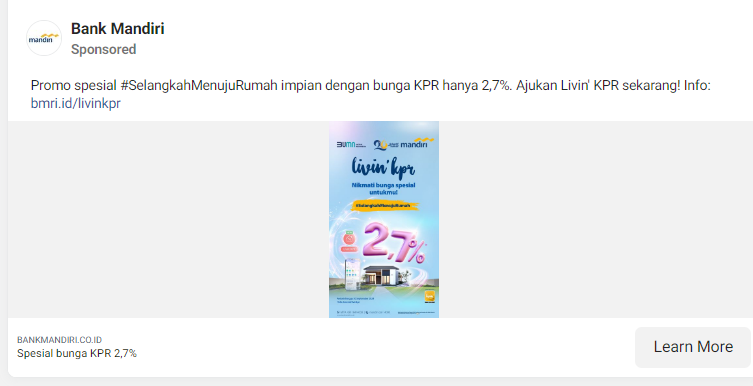 Bank Mandiri
Sponsored
mandiri
Promo spesial #SelangkahMenujuRumah impian dengan bunga KPR hanya 2,7%. Ajukan Livin' KPR sekarang! Info:
bmri.id/livinkpr
BUMN mandiri
livin' kpr
Nikmati bunga spesial
untukmu!
#SelangkahMenujuRumah
2,7%
BANKMANDIRI.CO.ID
Spesial bunga KPR 2,7%
Learn More